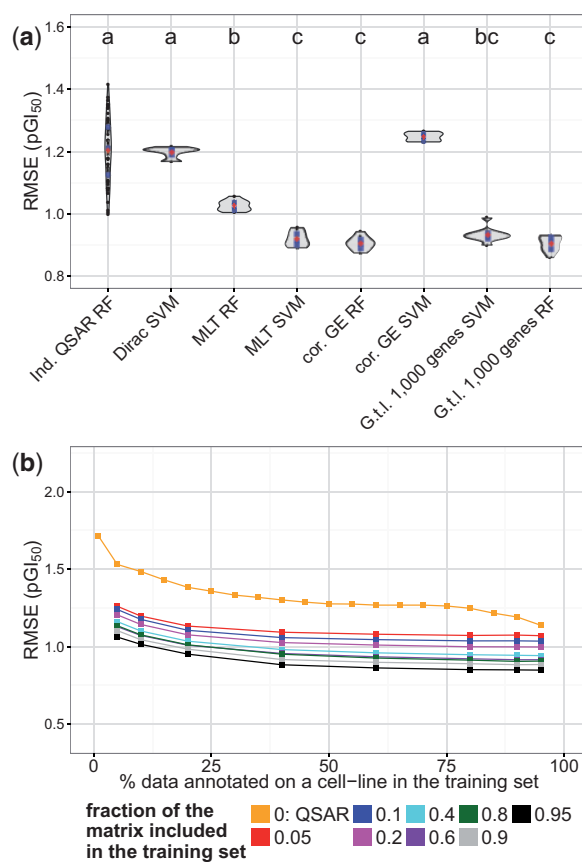 (a)
a a b c c a bc c
1.6
1.4
1.2
1.0
0.8
RMSE (pGI50)
Ind. QSAR RF
Dirac SVM
MLT RF
MLT SVM
cor. GE RF
cor. GE SVM
G.t.l. 1,000 genes SVM
G.t.l. 1,000 genes RF
(b)
2.0
1.5
1.0
0.5
RMSE (pGI50)
0 25 50 75 100
% data annotated on a cell−line in the training set
fraction of the
matrix included
in the training set
0: QSAR 0.1 0.4 0.8 0.95
0.05 0.2 0.6 0.9